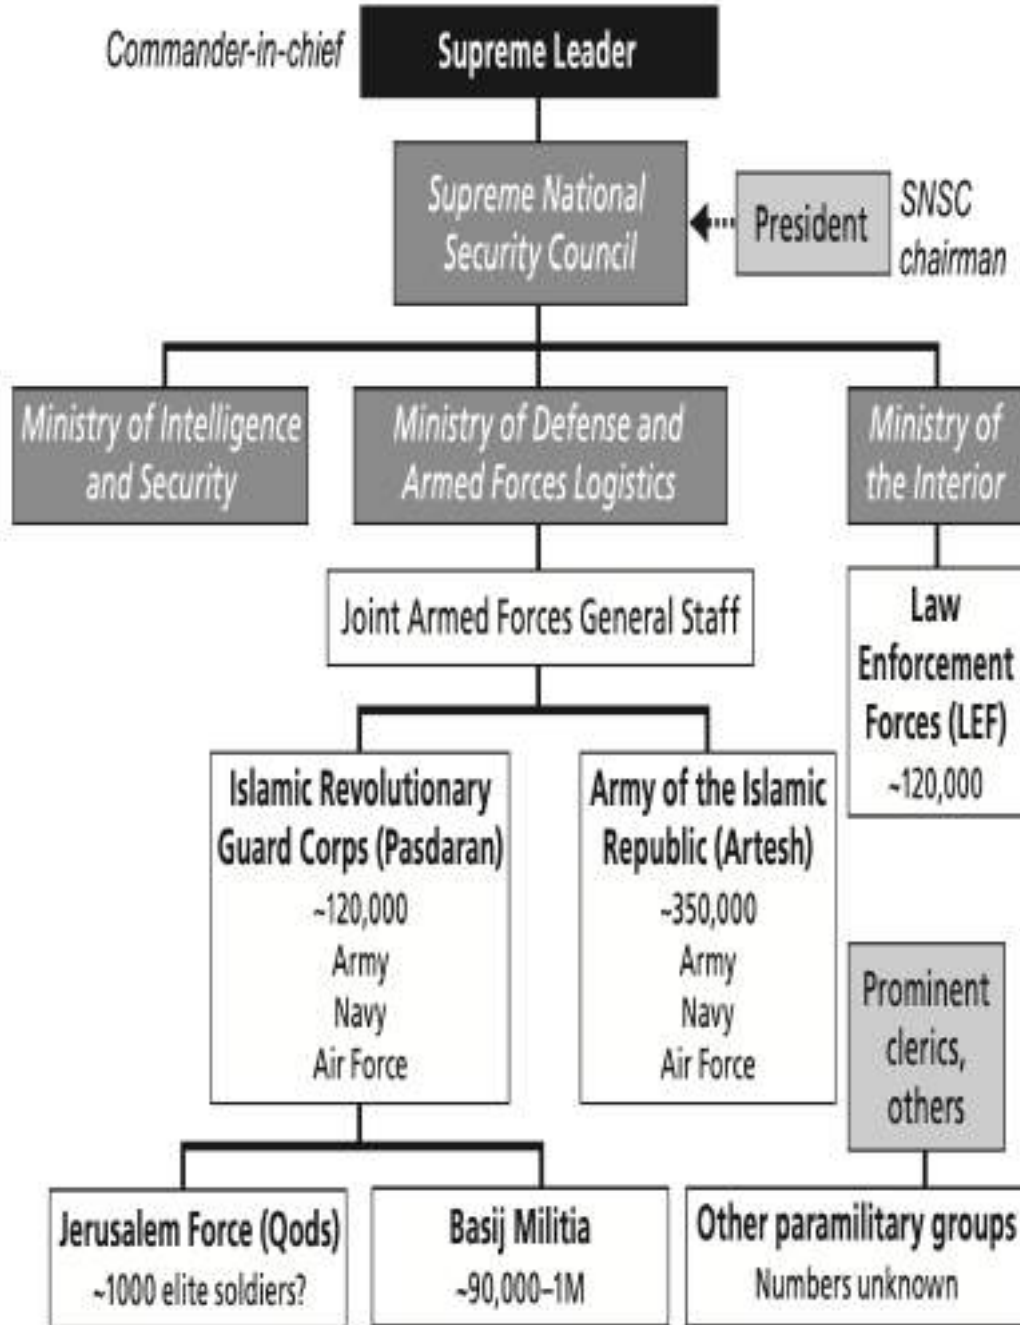 Commander-in-chief
Supreme Leader
Supreme National
Security Council
President
SNSC
chairman
Ministry of Intelligence
and Security
Ministry of Defense and
Armed Forces Logistics
Ministry of
the Interior
Joint Armed Forces General Staff
Law
Enforcement
Forces (LEF)
~120,000
Islamic Revolutionary
Guard Corps (Pasdaran)
~120,000
Army
Navy
Air Force
Army of the Islamic
Republic (Artesh)
~350,000
Army
Navy
Air Force
Prominent
clerics,
others
Jerusalem Force (Qods)
~1000 elite soldiers?
Basij Militia
~90,000–1M
Other paramilitary groups
Numbers unknown